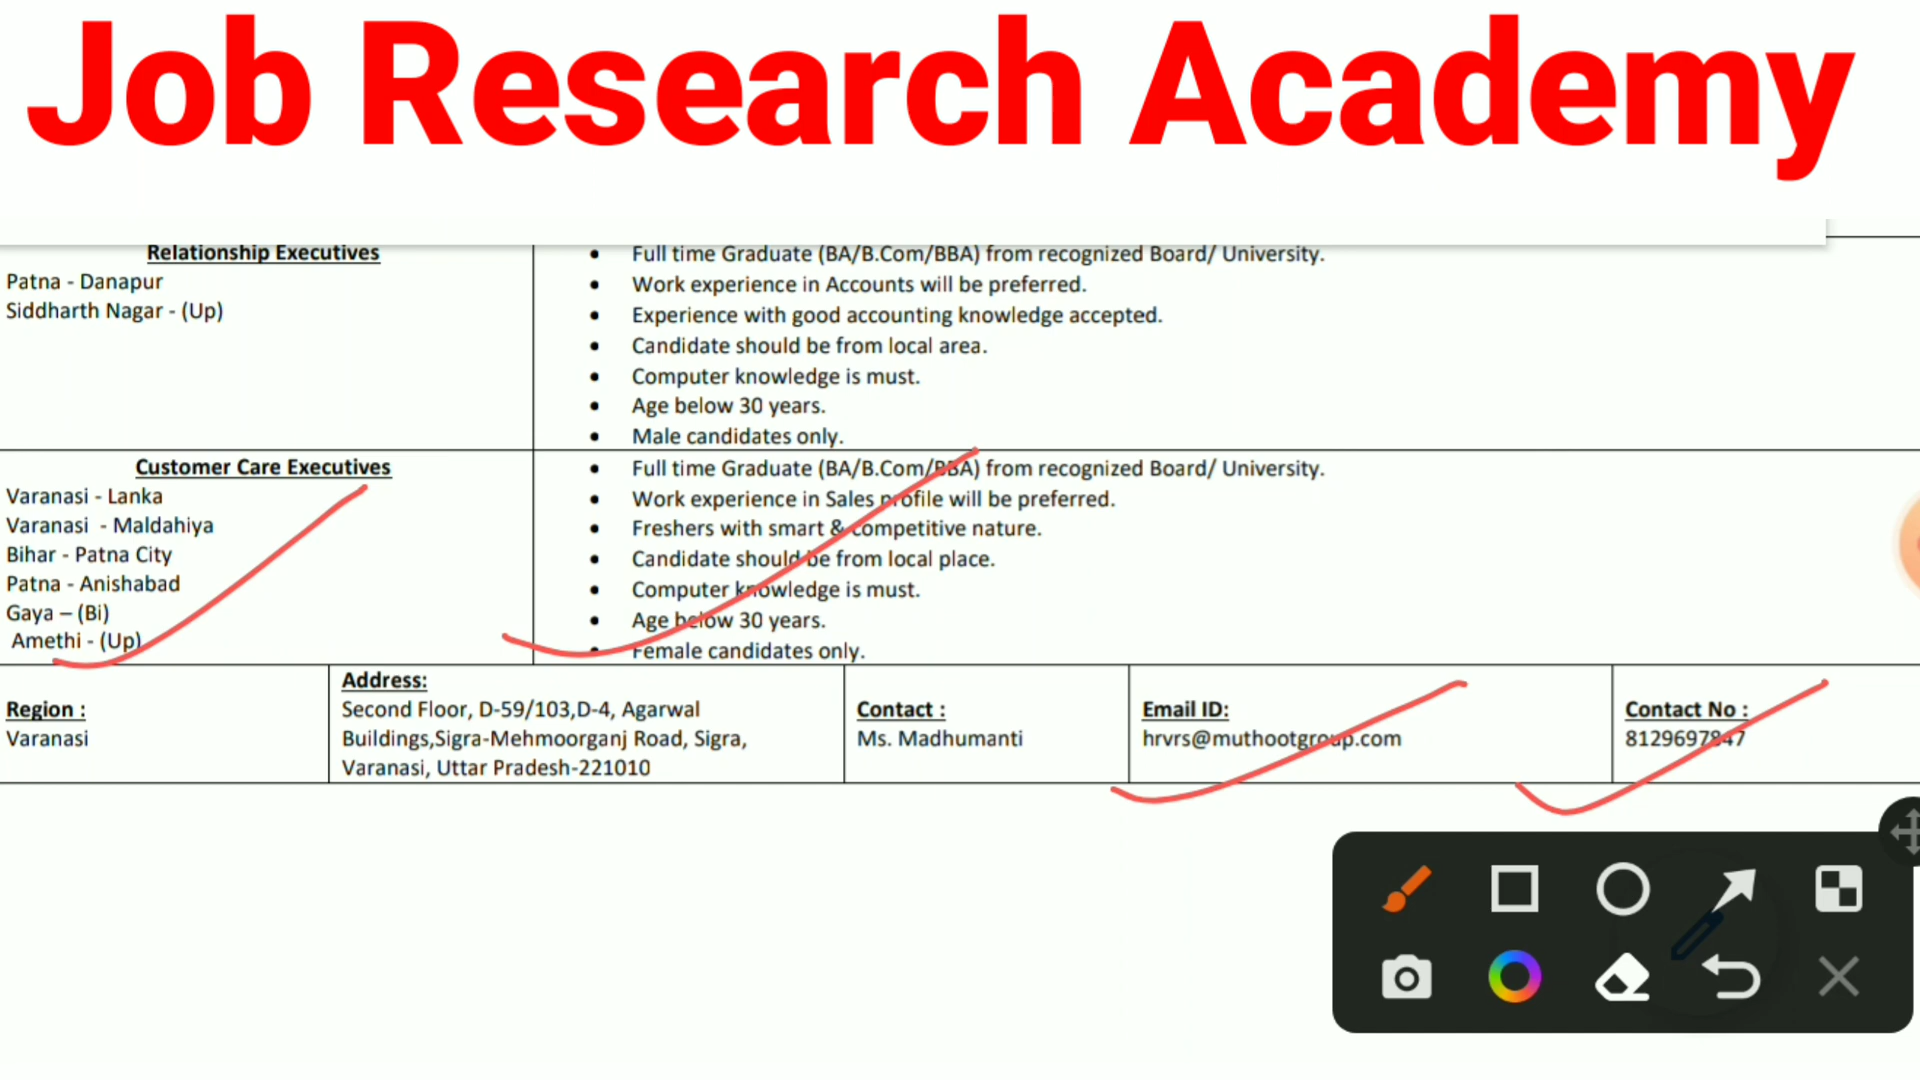 Job Research Academy
Relationship Executives
Patna - Danapur
Siddharth Nagar - (Up)
• Full time Graduate (BA/B.Com/BBA) from recognized Board/ University.
• Work experience in Accounts will be preferred.
• Experience with good accounting knowledge accepted.
• Candidate should be from local area.
• Computer knowledge is must.
• Age below 30 years.
• Male candidates only.
Customer Care Executives
Varanasi - Lanka
Varanasi - Maldahiya
Bihar - Patna City
Patna - Anishabad
Gaya – (Bi)
Amethi - (Up)
• Full time Graduate (BA/B.Com/BBA) from recognized Board/ University.
• Work experience in Sales profile will be preferred.
• Freshers with smart & competitive nature.
• Candidate should be from local place.
• Computer knowledge is must.
• Age below 30 years.
• Female candidates only.
Region :
Varanasi
Address:
Second Floor, D-59/103,D-4, Agarwal
Buildings,Sigra-Mehmoorganj Road, Sigra,
Varanasi, Uttar Pradesh-221010
Contact :
Ms. Madhumanti
Email ID:
hrvrs@muthootgroup.com
Contact No :
8129697847